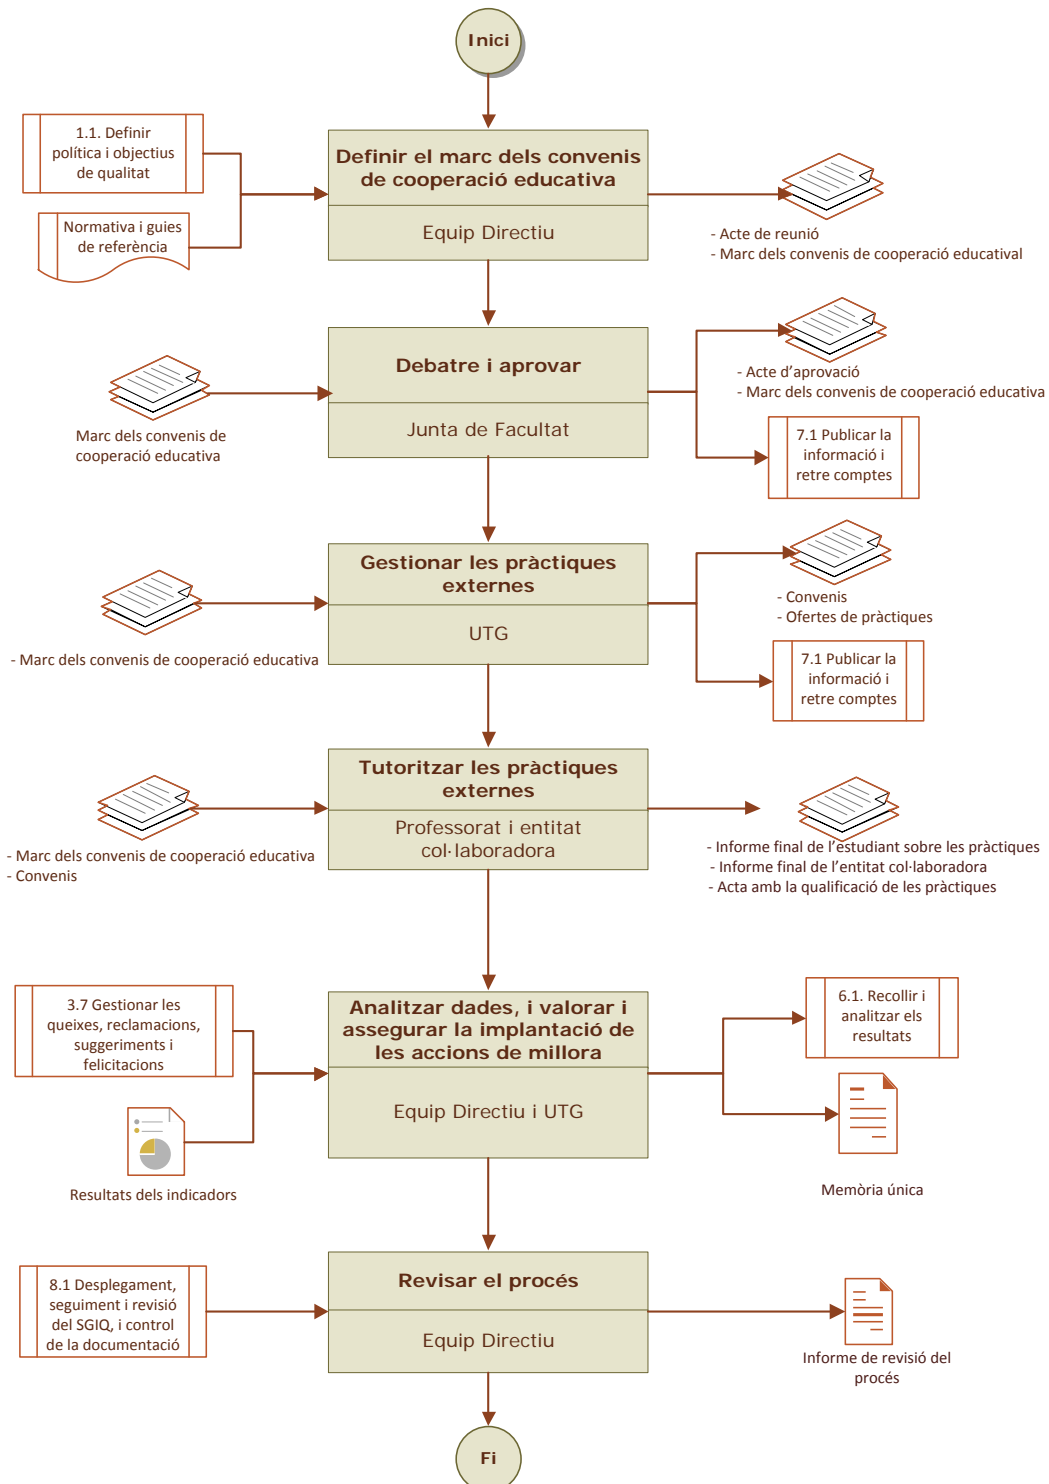 Inici
1.1. Definir
política i objectius
de qualitat
Normativa i guies
de referència
Definir el marc dels convenis
de cooperació educativa
Equip Directiu
- Acte de reunió
- Marc dels convenis de cooperació educatival
Marc dels convenis de
cooperació educativa
Debatre i aprovar
Junta de Facultat
- Acte d'aprovació
- Marc dels convenis de cooperació educativa
7.1 Publicar la
informació i
retre comptes
- Marc dels convenis de cooperació educativa
Gestionar les pràctiques
externes
UTG
- Convenis
- Ofertes de pràctiques
7.1 Publicar la
informació i
retre comptes
- Marc dels convenis de cooperació educativa
- Convenis
Tutoritzar les pràctiques
externes
Professorat i entitat
col·laboradora
- Informe final de l'estudiant sobre les pràctiques
- Informe final de l'entitat col·laboradora
- Acta amb la qualificació de les pràctiques
3.7 Gestionar les
queixes, reclamacions,
suggeriments i
felicitacions
Resultats dels indicadors
Analitzar dades, i valorar i
assegurar la implantació de
les accions de millora
Equip Directiu i UTG
6.1. Recollir i
analitzar els
resultats
Memòria única
8.1 Desplegament,
seguiment i revisió
del SGIQ, i control
de la documentació
Revisar el procés
Equip Directiu
Informe de revisió del
procés
Fi